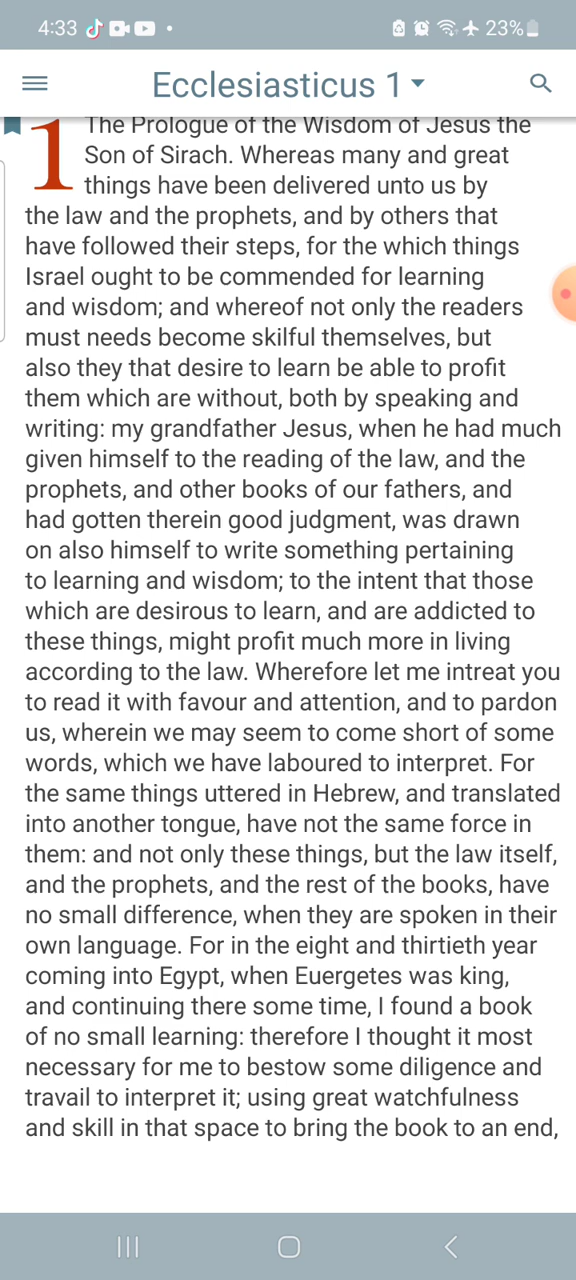 4:33
23%
Ecclesiasticus 1
1 The Prologue of the Wisdom of Jesus the
Son of Sirach. Whereas many and great
things have been delivered unto us by
the law and the prophets, and by others that
have followed their steps, for the which things
Israel ought to be commended for learning
and wisdom; and whereof not only the readers
must needs become skilful themselves, but
also they that desire to learn be able to profit
them which are without, both by speaking and
writing: my grandfather Jesus, when he had much
given himself to the reading of the law, and the
prophets, and other books of our fathers, and
had gotten therein good judgment, was drawn
on also himself to write something pertaining
to learning and wisdom; to the intent that those
which are desirous to learn, and are addicted to
these things, might profit much more in living
according to the law. Wherefore let me intreat you
to read it with favour and attention, and to pardon
us, wherein we may seem to come short of some
words, which we have laboured to interpret. For
the same things uttered in Hebrew, and translated
into another tongue, have not the same force in
them: and not only these things, but the law itself,
and the prophets, and the rest of the books, have
no small difference, when they are spoken in their
own language. For in the eight and thirtieth year
coming into Egypt, when Euergetes was king,
and continuing there some time, I found a book
of no small learning: therefore I thought it most
necessary for me to bestow some diligence and
travail to interpret it; using great watchfulness
and skill in that space to bring the book to an end,